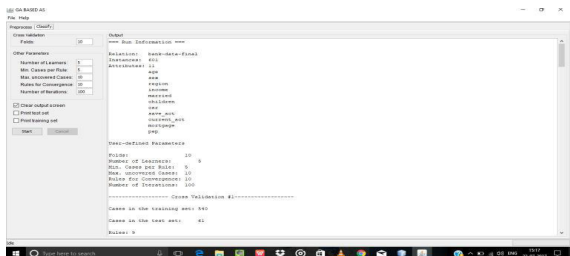 GA BASED AS
File Help
Preprocess Classify
Cross Validation
Folds: 10
Other Parameters
Number of Learners: 5
Min. Cases per Rule: 5
Max. uncovered Cases: 10
Rules for Convergence: 10
Number of Iterations: 100
Clear output screen
Print test set
Print training set
Start Cancel
Output
=== Run Information ===
Relation: bank-data-final
Instances: 601
Attributes: 11
age
sex
region
income
married
children
car
save_act
current_act
mortgage
pep
User-defined Parameters
Folds: 10
Number of Learners: 5
Min. Cases per Rule: 5
Max. uncovered Cases: 10
Rules for Convergence: 10
Number of Iterations: 100
----------------- Cross Validation #1-----------------
Cases in the training set: 540
Cases in the test set: 61
Rules: 9
Idle
Type here to search
ENG
15:17